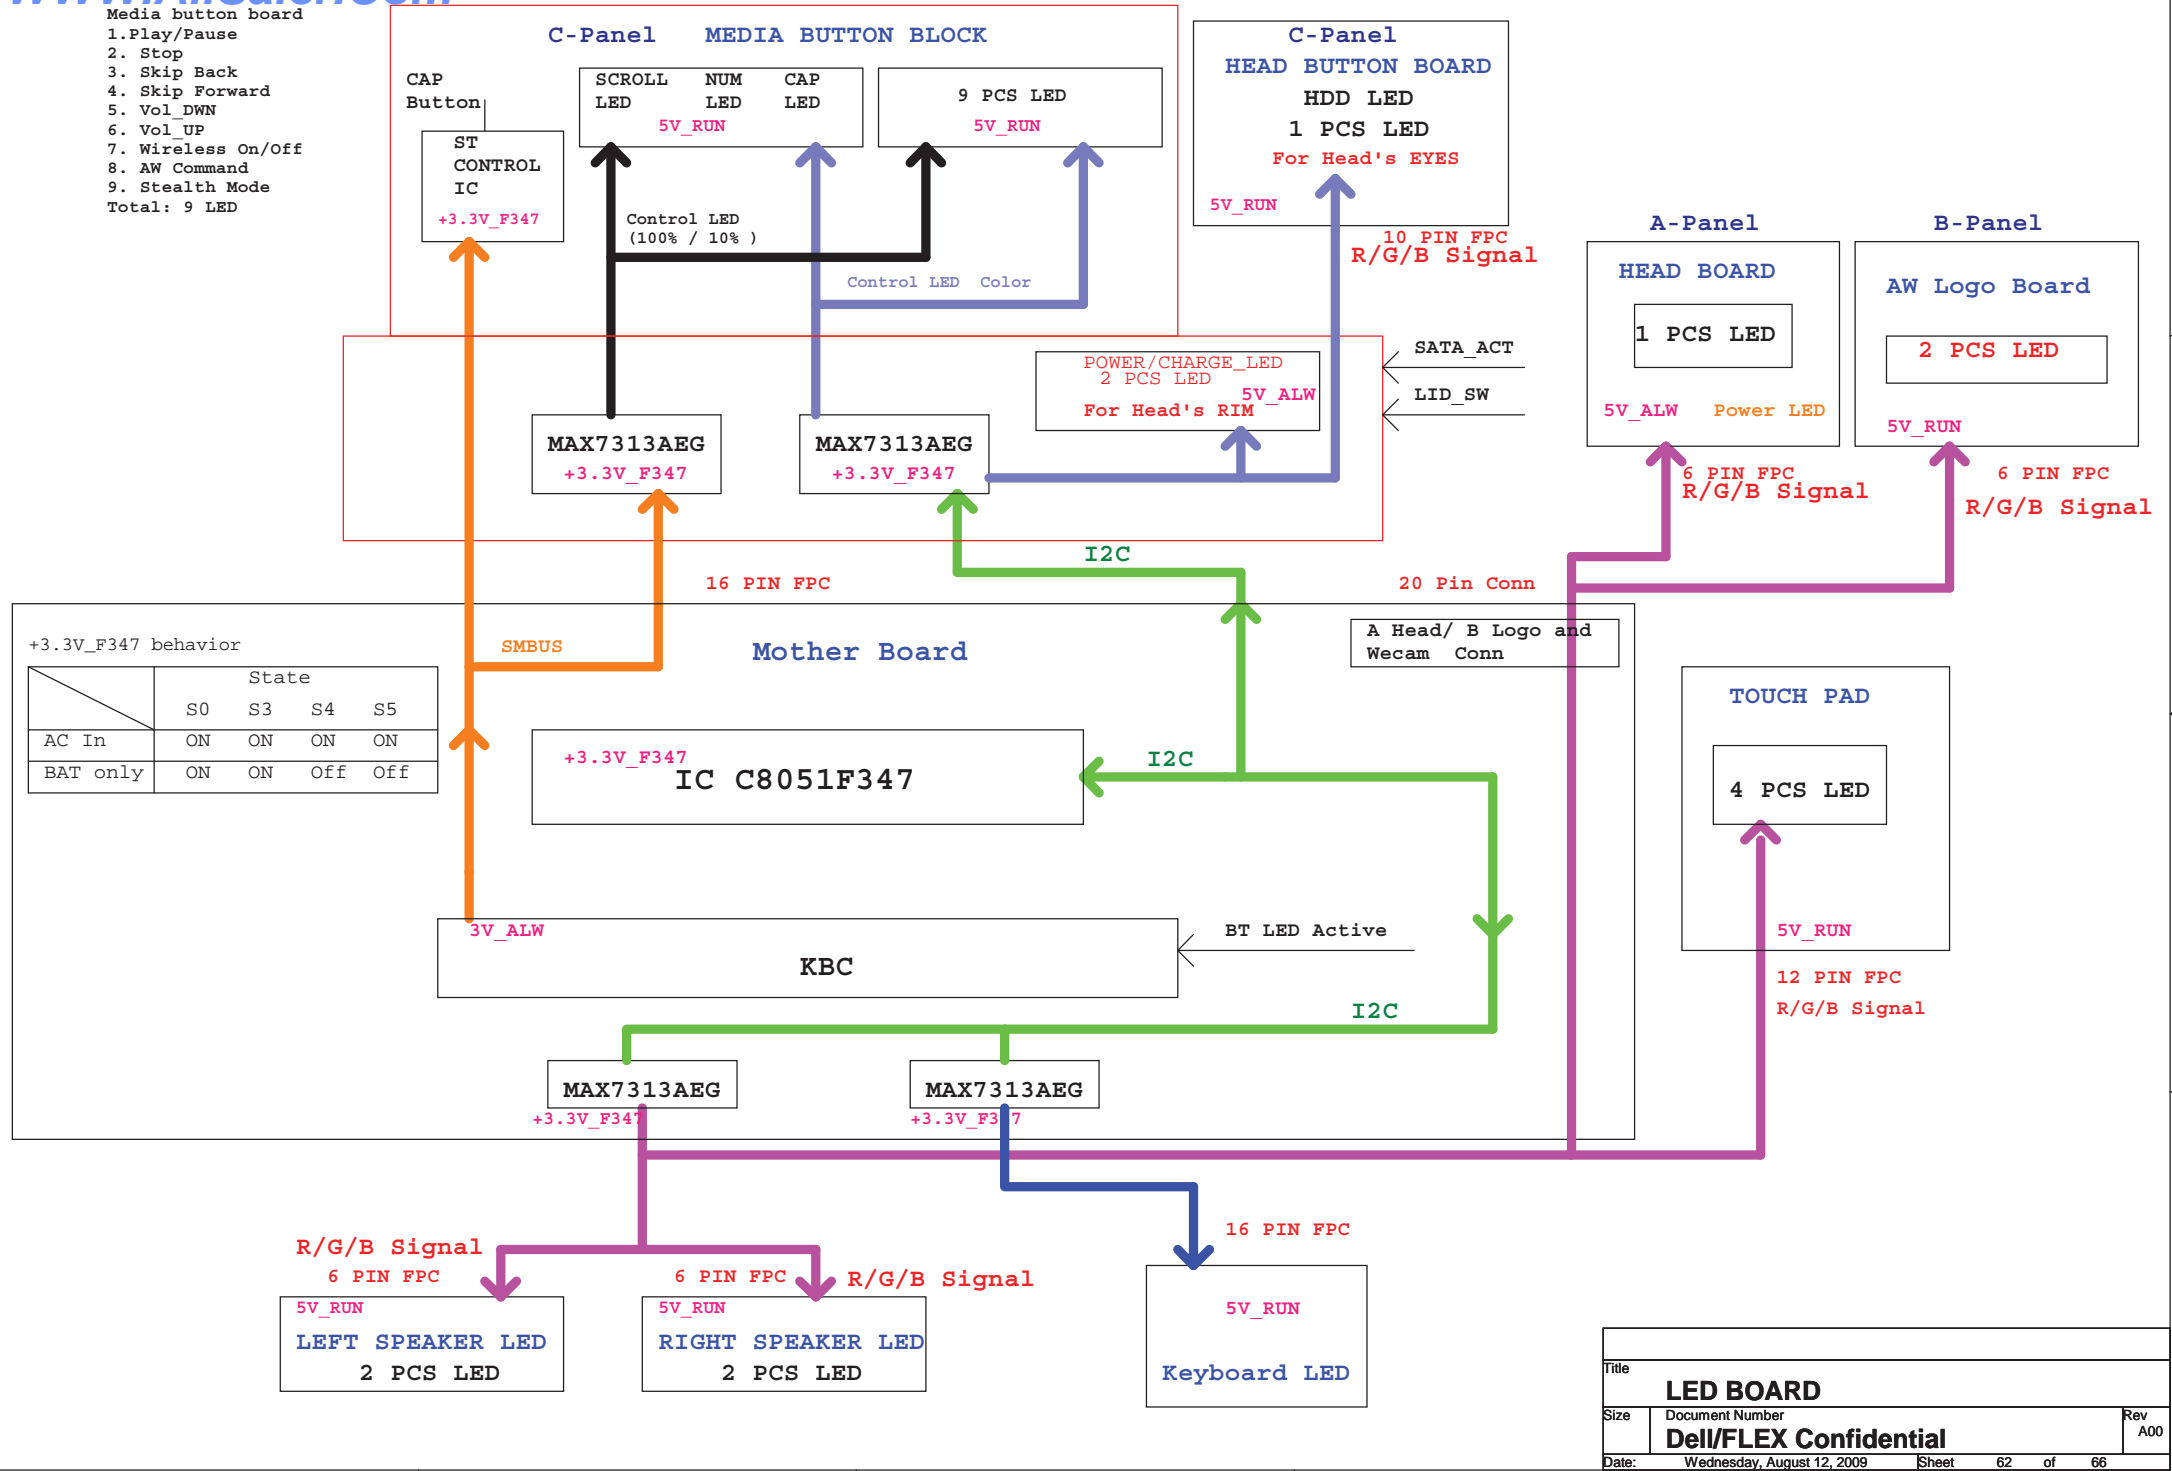 Media button board
1.Play/Pause
2. Stop
3. Skip Back
4. Skip Forward
5. Vol_DWN
6. Vol_UP
7. Wireless On/Off
8. AW Command
9. Stealth Mode
Total: 9 LED
C-Panel MEDIA BUTTON BLOCK
CAP
Button
ST
CONTROL
IC
+3.3V_F347
SCROLL NUM CAP
LED LED LED
5V_RUN
9 PCS LED
5V_RUN
Control LED
(100% / 10% )
Control LED Color
C-Panel
HEAD BUTTON BOARD
HDD LED
1 PCS LED
For Head's EYES
5V_RUN
10 PIN FPC
R/G/B Signal
A-Panel
HEAD BOARD
1 PCS LED
5V_ALW Power LED
6 PIN FPC
R/G/B Signal
B-Panel
AW Logo Board
2 PCS LED
5V_RUN
6 PIN FPC
R/G/B Signal
POWER/CHARGE_LED
2 PCS LED
5V_ALW
For Head's RIM
SATA_ACT
LID_SW
MAX7313AEG
+3.3V_F347
MAX7313AEG
+3.3V_F347
I2C
16 PIN FPC
20 Pin Conn
+3.3V_F347 behavior
State
S0 S3 S4 S5
AC In ON ON ON ON
BAT only ON ON Off Off
SMBUS
Mother Board
A Head/ B Logo and
Wecam Conn
+3.3V_F347
IC C8051F347
I2C
TOUCH PAD
4 PCS LED
5V_RUN
12 PIN FPC
R/G/B Signal
3V_ALW
KBC
BT LED Active
I2C
MAX7313AEG
+3.3V_F347
MAX7313AEG
+3.3V_F347
R/G/B Signal
6 PIN FPC
5V_RUN
LEFT SPEAKER LED
2 PCS LED
6 PIN FPC
R/G/B Signal
5V_RUN
RIGHT SPEAKER LED
2 PCS LED
16 PIN FPC
5V_RUN
Keyboard LED
Title
LED BOARD
Size Document Number Rev
Dell/FLEX Confidential A00
Date: Wednesday, August 12, 2009 Sheet 62 of 66